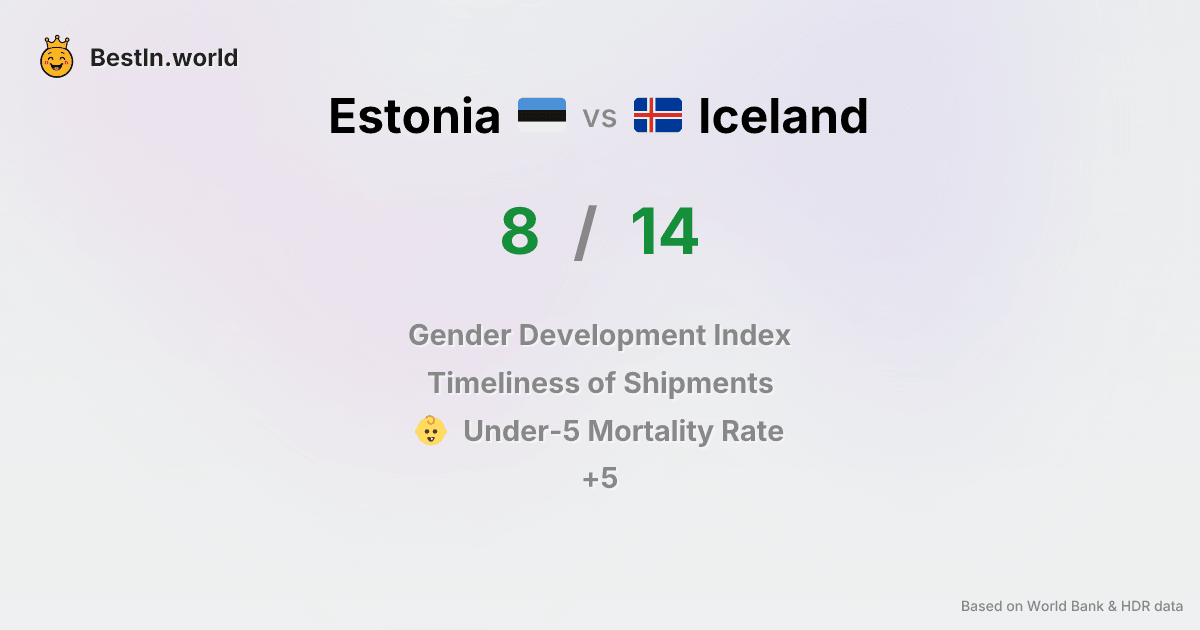 BestIn.world
Estonia vs Iceland
8 / 14
Gender Development Index
Timeliness of Shipments
Under-5 Mortality Rate
+5
Based on World Bank & HDR data